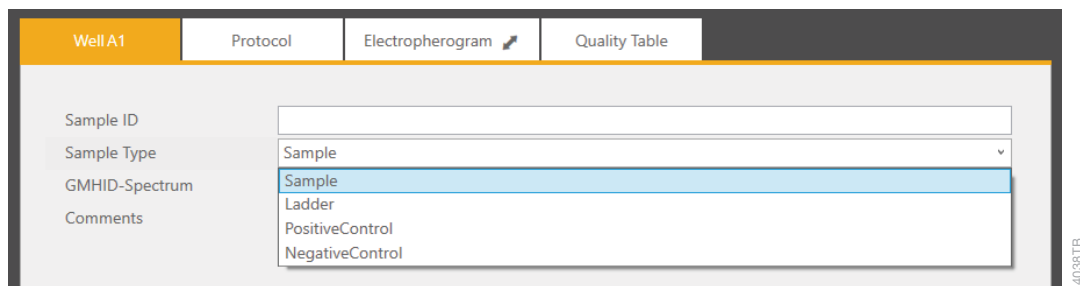 Well A1 Protocol Electropherogram Quality Table
Sample ID
Sample Type Sample
GMHID-Spectrum Sample
Ladder
Comments
PositiveControl
NegativeControl
4038TB